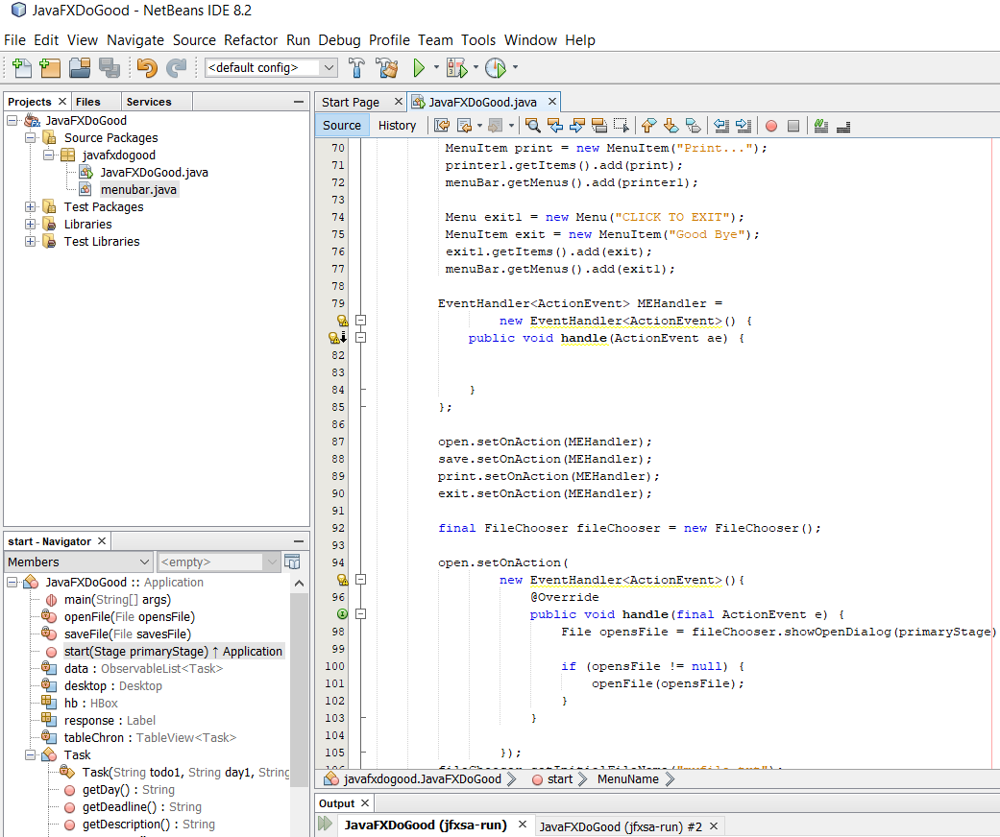 JavaFXDoGood - NetBeans IDE 8.2
File Edit View Navigate Source Refactor Run Debug Profile Team Tools Window Help
<default config>
Projects Files Services
JavaFXDoGood
Source Packages
javafxdogood
JavaFXDoGood.java
menubar.java
Test Packages
Libraries
Test Libraries
start - Navigator
Members <empty>
JavaFXDoGood :: Application
main(String[] args)
openFile(File opensFile)
saveFile(File savesFile)
start(Stage primaryStage) ↑ Application
data : ObservableList<Task>
desktop : Desktop
hb : HBox
response : Label
tableChron : TableView<Task>
Task
Task(String todo1, String day1, String
getDay() : String
getDeadline() : String
getDescription() : String
Start Page JavaFXDoGood.java
Source History
70 MenuItem print = new MenuItem("Print...");
71 printer1.getItems().add(print);
72 menuBar.getMenus().add(printer1);
73
74 Menu exit1 = new Menu("CLICK TO EXIT");
75 MenuItem exit = new MenuItem("Good Bye");
76 exit1.getItems().add(exit);
77 menuBar.getMenus().add(exit1);
78
79 EventHandler<ActionEvent> MEHandler =
new EventHandler<ActionEvent>() {
public void handle(ActionEvent ae) {
82
83
84 }
85 };
86
87 open.setOnAction(MEHandler);
88 save.setOnAction(MEHandler);
89 print.setOnAction(MEHandler);
90 exit.setOnAction(MEHandler);
91
92 final FileChooser fileChooser = new FileChooser();
93
94 open.setOnAction(
new EventHandler<ActionEvent>(){
96 @Override
public void handle(final ActionEvent e) {
98 File opensFile = fileChooser.showOpenDialog(primaryStage)
99
100 if (opensFile != null) {
101 openFile(opensFile);
102 }
103 }
104
105 });
106 fileChooser.getInitialFileName("myfile.txt");
javafxdogood.JavaFXDoGood start MenuName
Output
JavaFXDoGood (jfxsa-run) JavaFXDoGood (jfxsa-run) #2